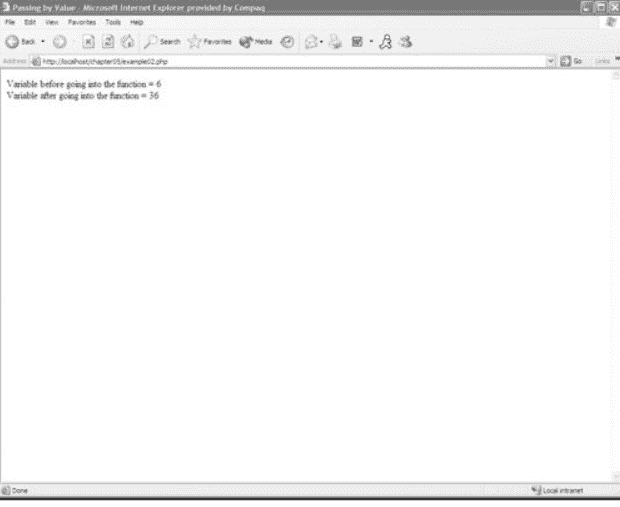 Passing by Value - Microsoft Internet Explorer provided by Compaq
File Edit View Favorites Tools Help
Back Search Favorites Media
Address http://localhost/chapter05/example02.php Go Links
Variable before going into the function = 6
Variable after going into the function = 36
Done Local intranet